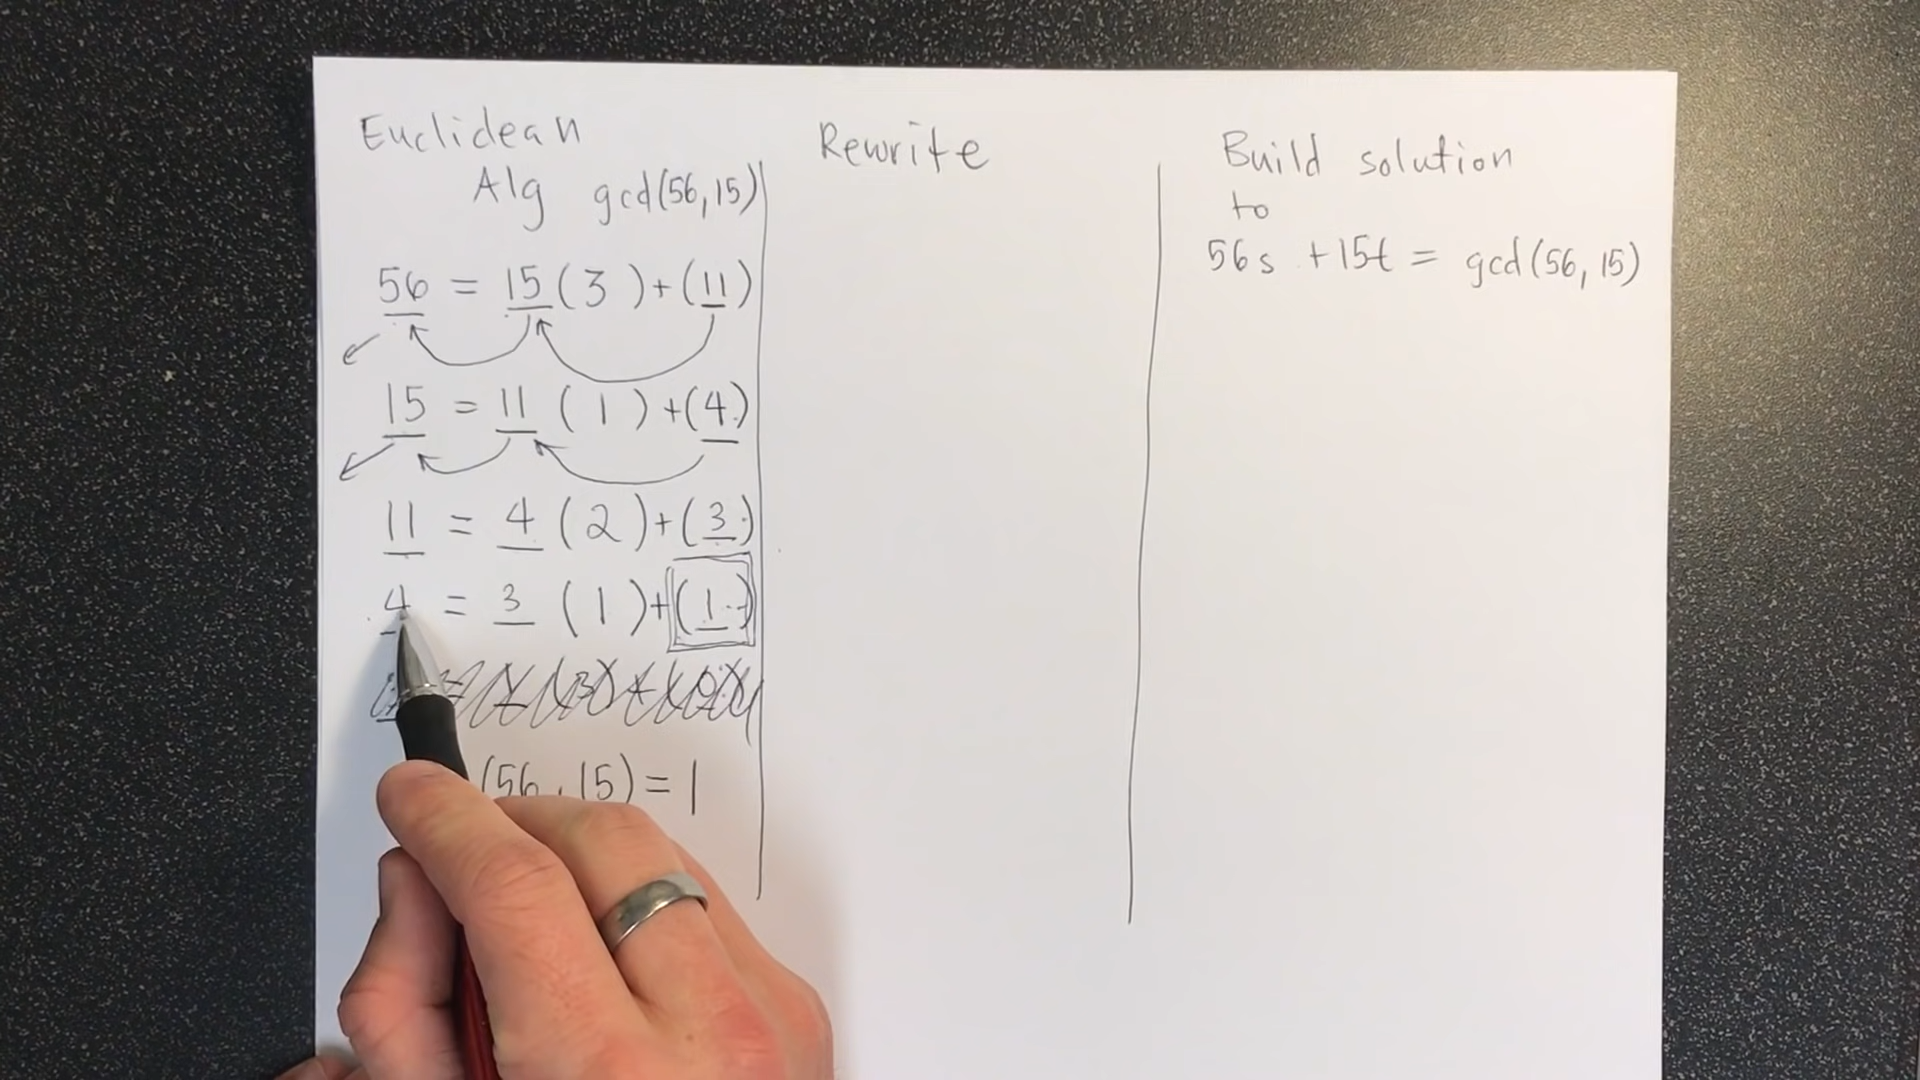 Euclidean
Alg gcd(56,15)
56 = 15(3)+(11)
15 = 11(1)+(4)
11 = 4(2)+(3)
4 = 3(1)+(1)
(56,15)=1
Rewrite
Build solution
to
56s +15t = gcd(56,15)